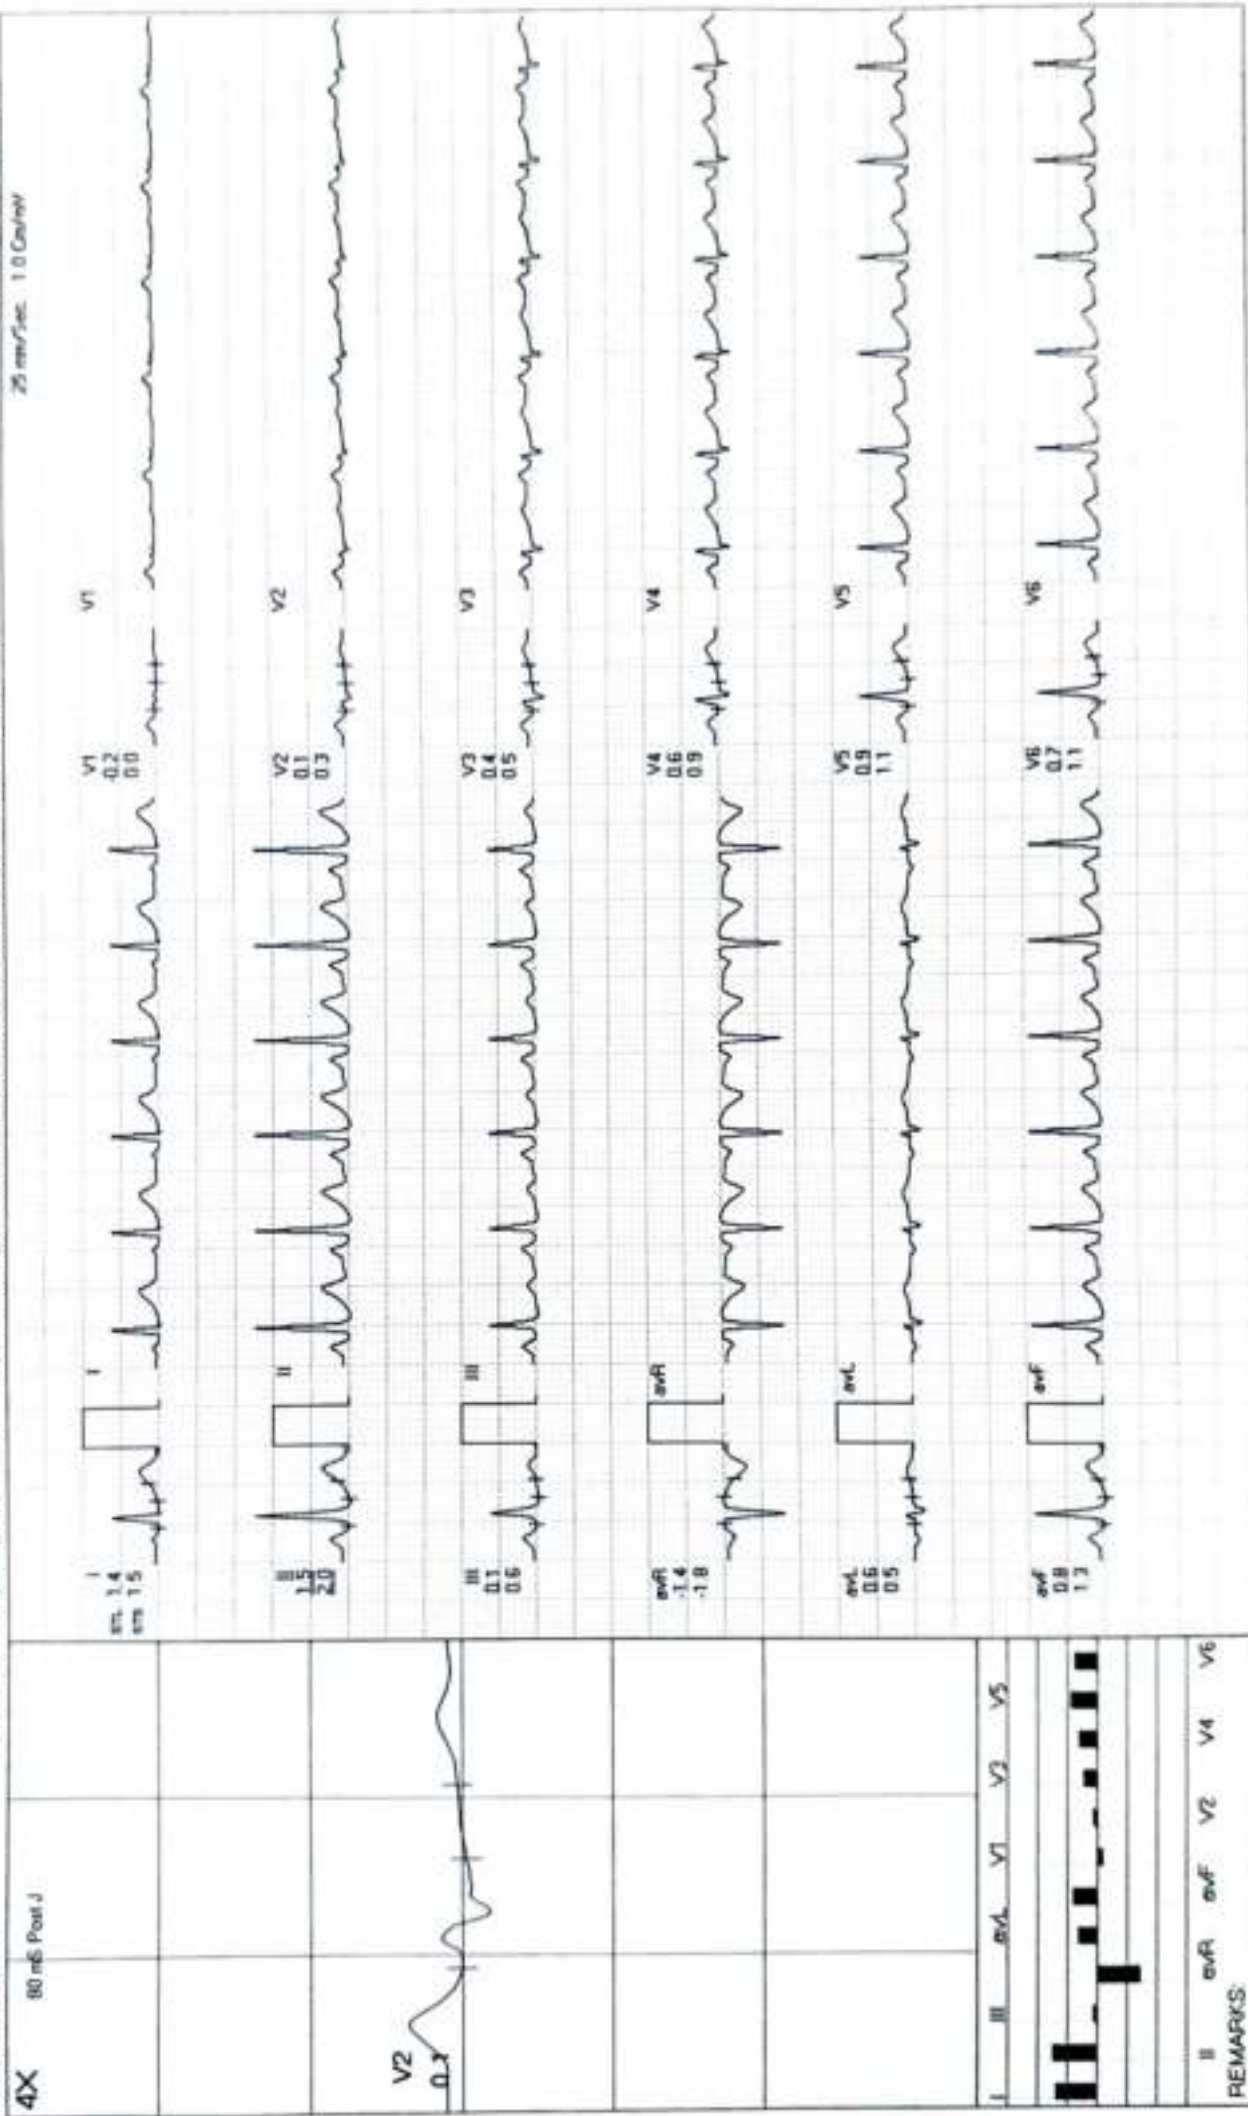 4X
80 mS Post J
25 mm/Sec. 1.0 Cm/mV
V2
0.1
I
STL 1.4
STS 1.5
I
V1
-0.2
0.0
V1
II
1.5
2.0
II
V2
0.1
0.3
V2
III
0.1
0.6
III
V3
0.4
0.5
V3
avR
-1.4
-1.8
avR
V4
0.6
0.9
V4
avL
0.6
0.5
avL
V5
0.9
1.1
V5
avF
0.8
1.3
avF
V6
0.7
1.1
V6
I III avL V1 V3 V5
II avR avF V2 V4 V6
REMARKS: